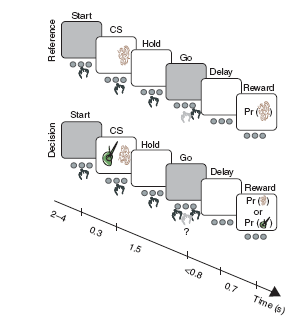 Reference
Start
CS
Hold
Go
Delay
Reward
Pr ( )
Decision
Start
CS
Hold
Go
Delay
Reward
Pr ( )
or
Pr ( )
?
2–4
0.3
1.5
<0.8
0.7
Time (s)